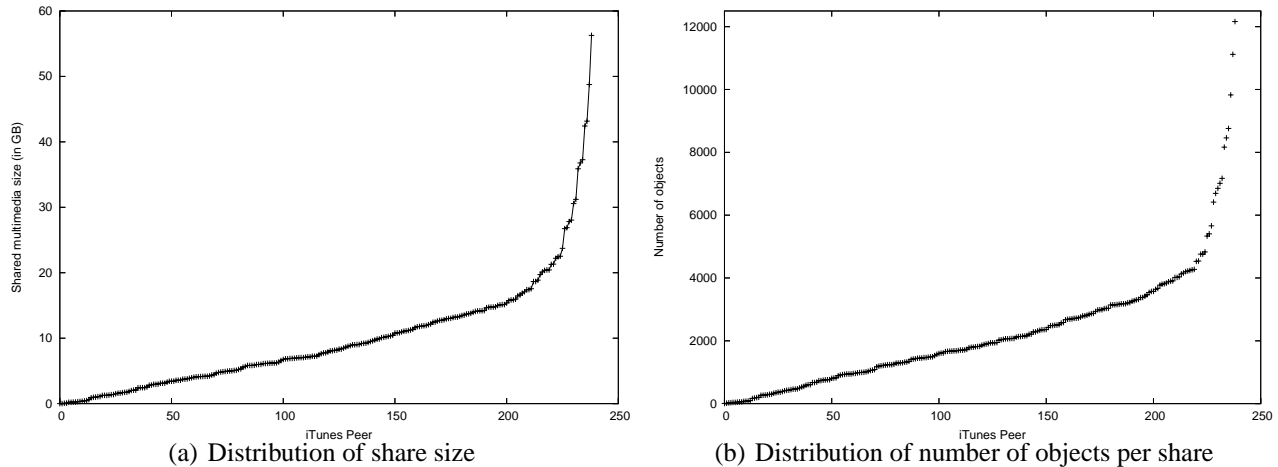 60
50
40
30
20
10
0
Shared multimedia size (in GB)
0 50 100 150 200 250
iTunes Peer
(a) Distribution of share size
12000
10000
8000
6000
4000
2000
0
Number of objects
0 50 100 150 200 250
iTunes Peer
(b) Distribution of number of objects per share